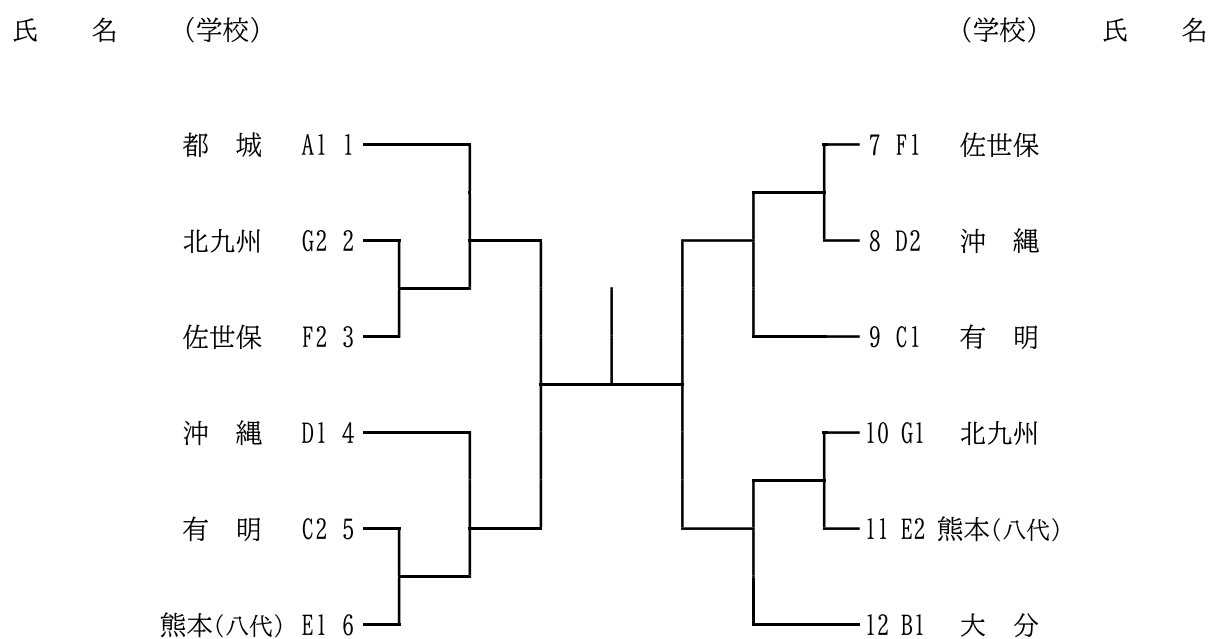 氏 名 (学校) (学校) 氏 名
都 城 A1 1 7 F1 佐世保
北九州 G2 2 8 D2 沖 縄
佐世保 F2 3 9 C1 有 明
沖 縄 D1 4 10 G1 北九州
有 明 C2 5 11 E2 熊本(八代)
熊本(八代) E1 6 12 B1 大 分